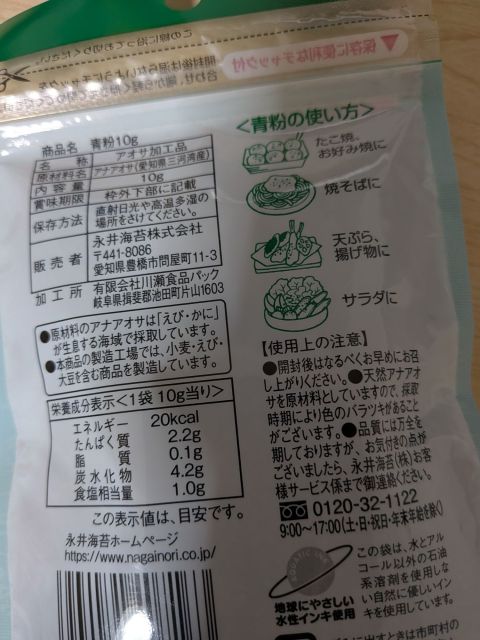 ▼保存に便利なチャック付
商品名 青粉10g
名称 アオサ加工品
原材料名 アナアオサ(愛知県三河湾産)
内容量 10g
賞味期限 枠外下部に記載
保存方法 直射日光や高温多湿の
場所をさけてください。
販売者 永井海苔株式会社
〒441-8086
愛知県豊橋市問屋町11-3
加工所 有限会社川瀬食品パック
岐阜県揖斐郡池田町片山1603
●原材料のアナアオサは「えび・かに」
が生息する海域で採取しています。
●本商品の製造工場では、小麦・えび・
大豆を含む商品を製造しています。
栄養成分表示<1袋 10g当り>
エネルギー 20kcal
たんぱく質 2.2g
脂質 0.1g
炭水化物 4.2g
食塩相当量 1.0g
この表示値は、目安です。
永井海苔ホームページ
https://www.nagainori.co.jp/
<青粉の使い方>
たこ焼、
お好み焼に
焼そばに
天ぷら、
揚げ物に
サラダに
【使用上の注意】
●開封後はなるべくお早めにお召
し上がりください。●天然アナアオ
サを原材料としていますので、採取
時期により色のバラツキがあること
がございます。●品質には万全を
期しておりますが、お気付きの点が
ございましたら、永井海苔(株)お客
様サービス係まで御連絡ください。
0120-32-1122
9:00～17:00(土・日・祝日・年末年始を除く)
AQUATIC INK
地球にやさしい
水性インキ使用
この袋は、水とアル
コール以外の石油
系溶剤を使用しな
い自然に優しいイン
キを使用しています。